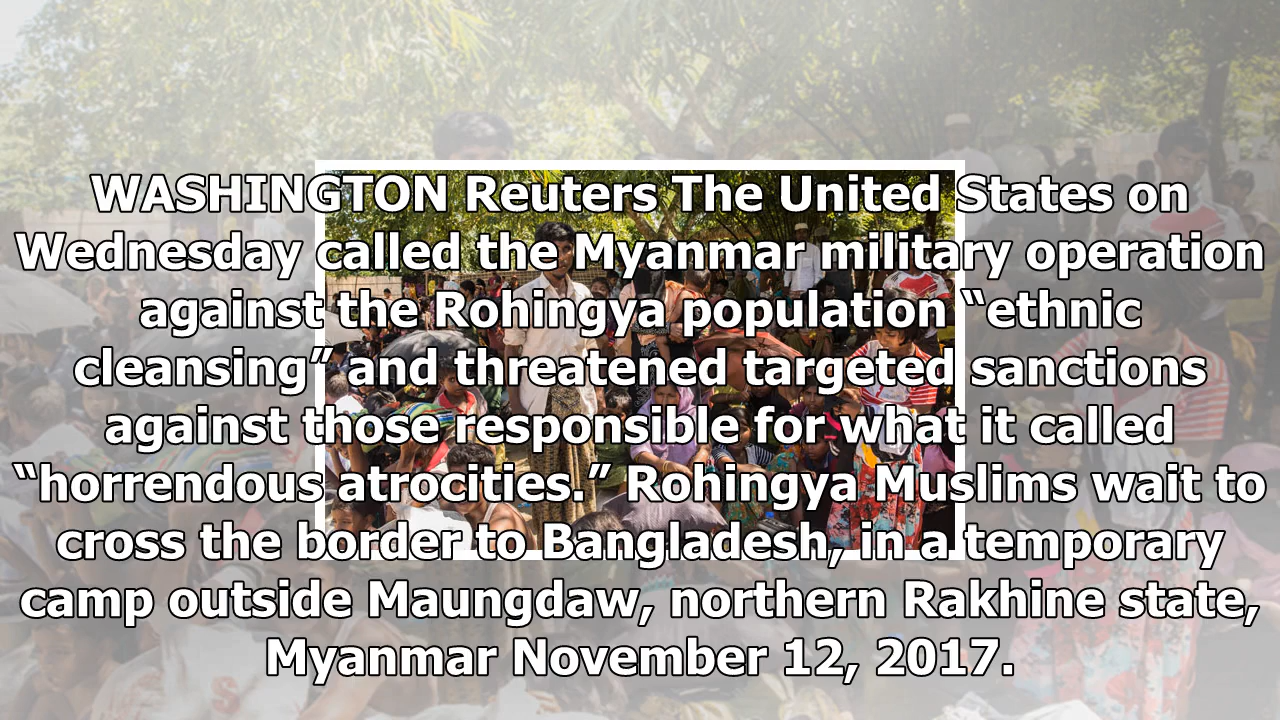 WASHINGTON Reuters The United States on
Wednesday called the Myanmar military operation
against the Rohingya population “ethnic
cleansing” and threatened targeted sanctions
against those responsible for what it called
“horrendous atrocities.” Rohingya Muslims wait to
cross the border to Bangladesh, in a temporary
camp outside Maungdaw, northern Rakhine state,
Myanmar November 12, 2017.